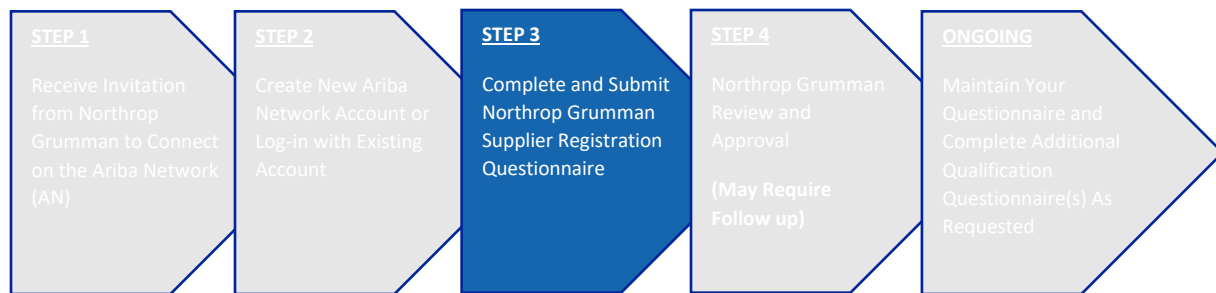 STEP 1
Receive Invitation
from Northrop
Grumman to Connect
on the Ariba Network
(AN)
STEP 2
Create New Ariba
Network Account or
Log-in with Existing
Account
STEP 3
Complete and Submit
Northrop Grumman
Supplier Registration
Questionnaire
STEP 4
Northrop Grumman
Review and
Approval
(May Require
Follow up)
ONGOING
Maintain Your
Questionnaire and
Complete Additional
Qualification
Questionnaire(s) As
Requested